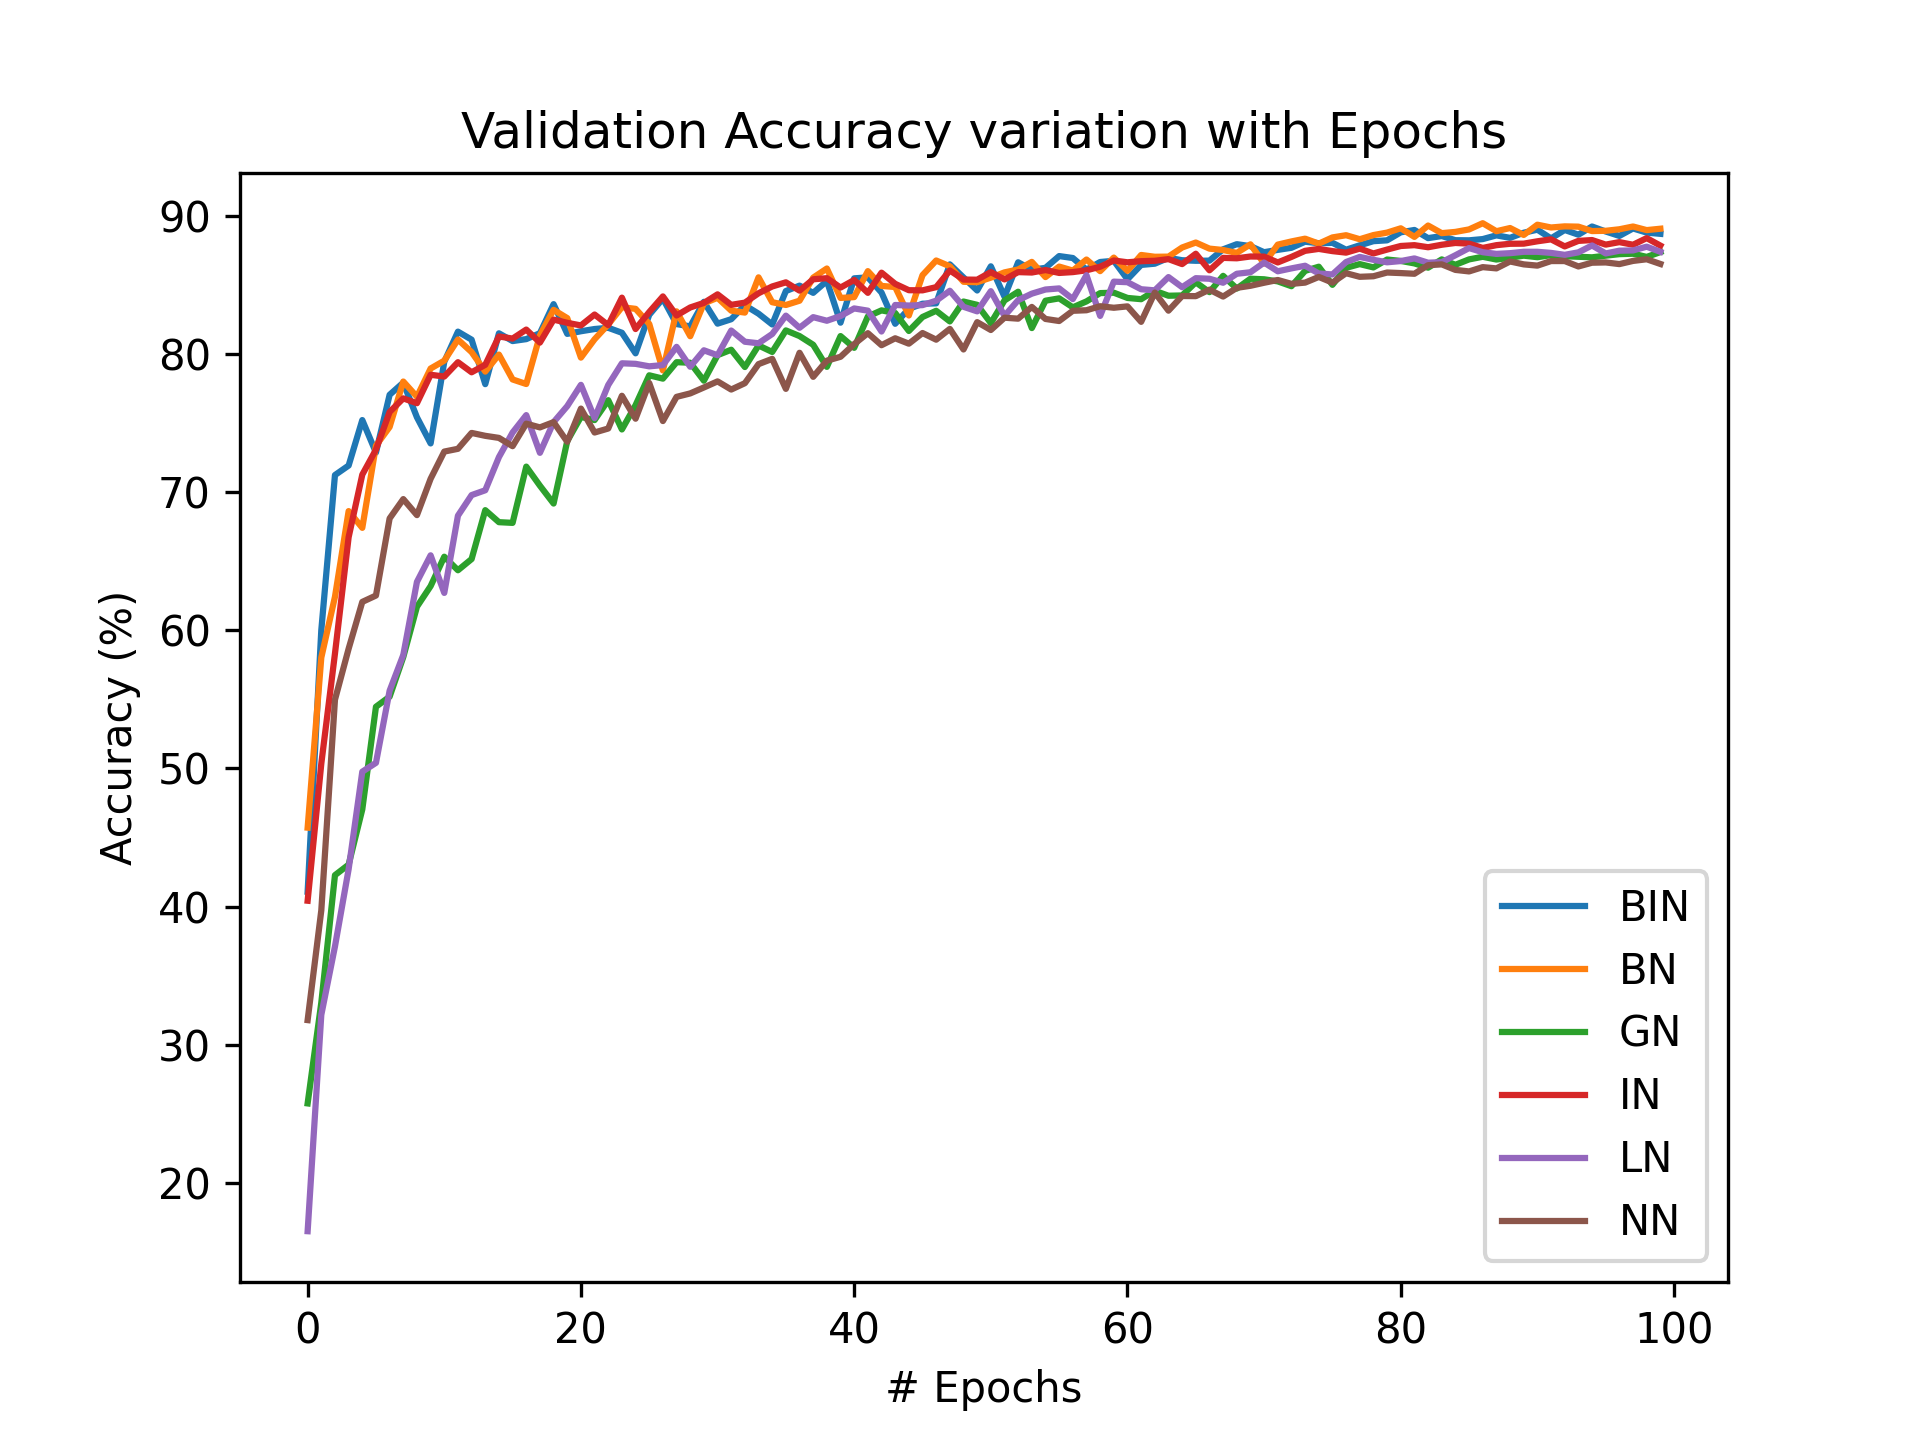 Validation Accuracy variation with Epochs
Accuracy (%)
90
80
70
60
50
40
30
20
0 20 40 60 80 100
# Epochs
BIN
BN
GN
IN
LN
NN